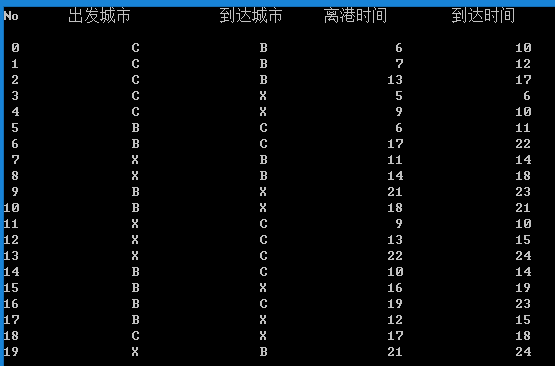 No 出发城市 到达城市 离港时间 到达时间
0 C B 6 10
1 C B 7 12
2 C B 13 17
3 C X 5 6
4 C X 9 10
5 B C 6 11
6 B C 17 22
7 X B 11 14
8 X B 14 18
9 B X 21 23
10 B X 18 21
11 X C 9 10
12 X C 13 15
13 X C 22 24
14 B C 10 14
15 B X 16 19
16 B C 19 23
17 B X 12 15
18 C X 17 18
19 X B 21 24